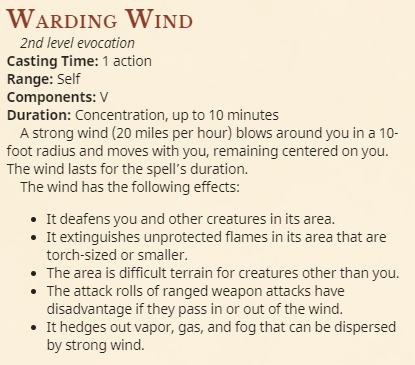 Warding Wind
2nd level evocation
Casting Time: 1 action
Range: Self
Components: V
Duration: Concentration, up to 10 minutes
A strong wind (20 miles per hour) blows around you in a 10-
foot radius and moves with you, remaining centered on you.
The wind lasts for the spell’s duration.
The wind has the following effects:
• It deafens you and other creatures in its area.
• It extinguishes unprotected flames in its area that are
torch-sized or smaller.
• The area is difficult terrain for creatures other than you.
• The attack rolls of ranged weapon attacks have
disadvantage if they pass in or out of the wind.
• It hedges out vapor, gas, and fog that can be dispersed
by strong wind.